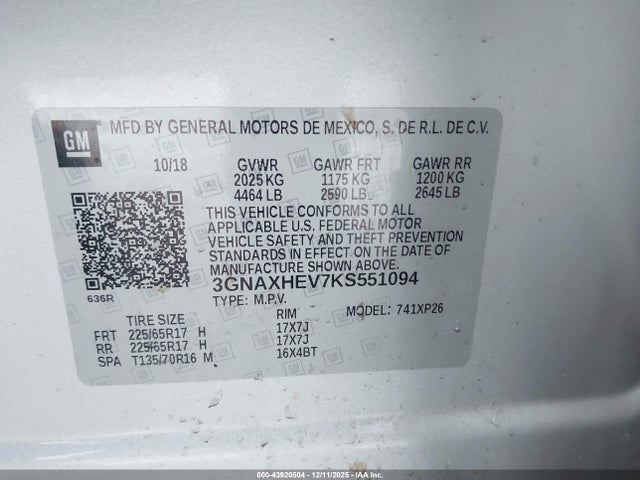 GM
MFD BY GENERAL MOTORS DE MEXICO, S. DE R.L. DE C.V.
10/18 GVWR GAWR FRT GAWR RR
2025 KG 1175 KG 1200 KG
4464 LB 2590 LB 2645 LB
THIS VEHICLE CONFORMS TO ALL
APPLICABLE U.S. FEDERAL MOTOR
VEHICLE SAFETY AND THEFT PREVENTION
STANDARDS IN EFFECT ON THE DATE OF
MANUFACTURE SHOWN ABOVE.
636R
3GNAXHEV7KS551094
TYPE: M.P.V. MODEL: 741XP26
TIRE SIZE RIM
FRT 225/65R17 H 17X7J
RR 225/65R17 H 17X7J
SPA T135/70R16 M 16X4BT
000-43920504 - 12/11/2025 - IAA Inc.